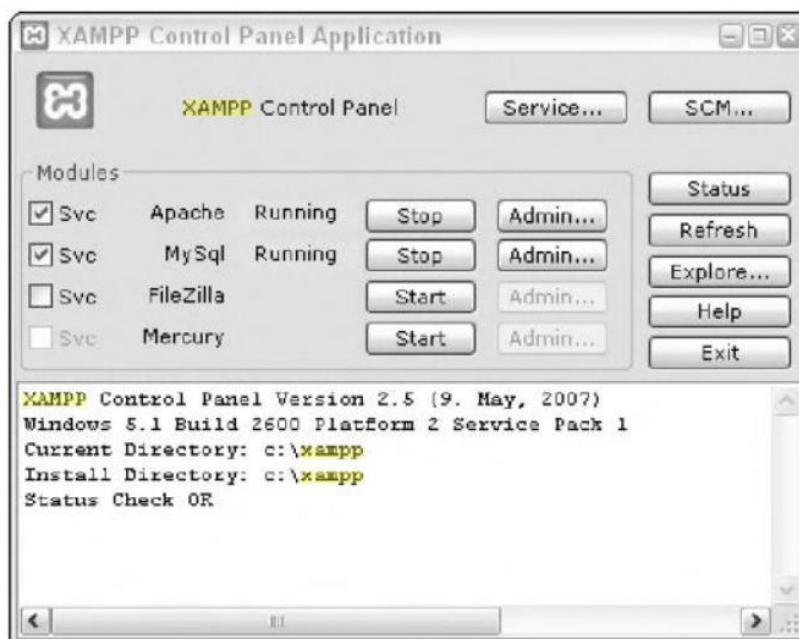 XAMPP Control Panel Application
XAMPP Control Panel Service... SCM...
Modules
Svc Apache Running Stop Admin...
Svc MySql Running Stop Admin...
Svc FileZilla Start Admin...
Svc Mercury Start Admin...
Status
Refresh
Explore...
Help
Exit
XAMPP Control Panel Version 2.5 (9. May, 2007)
Windows 5.1 Build 2600 Platform 2 Service Pack 1
Current Directory: c:\xampp
Install Directory: c:\xampp
Status Check OK